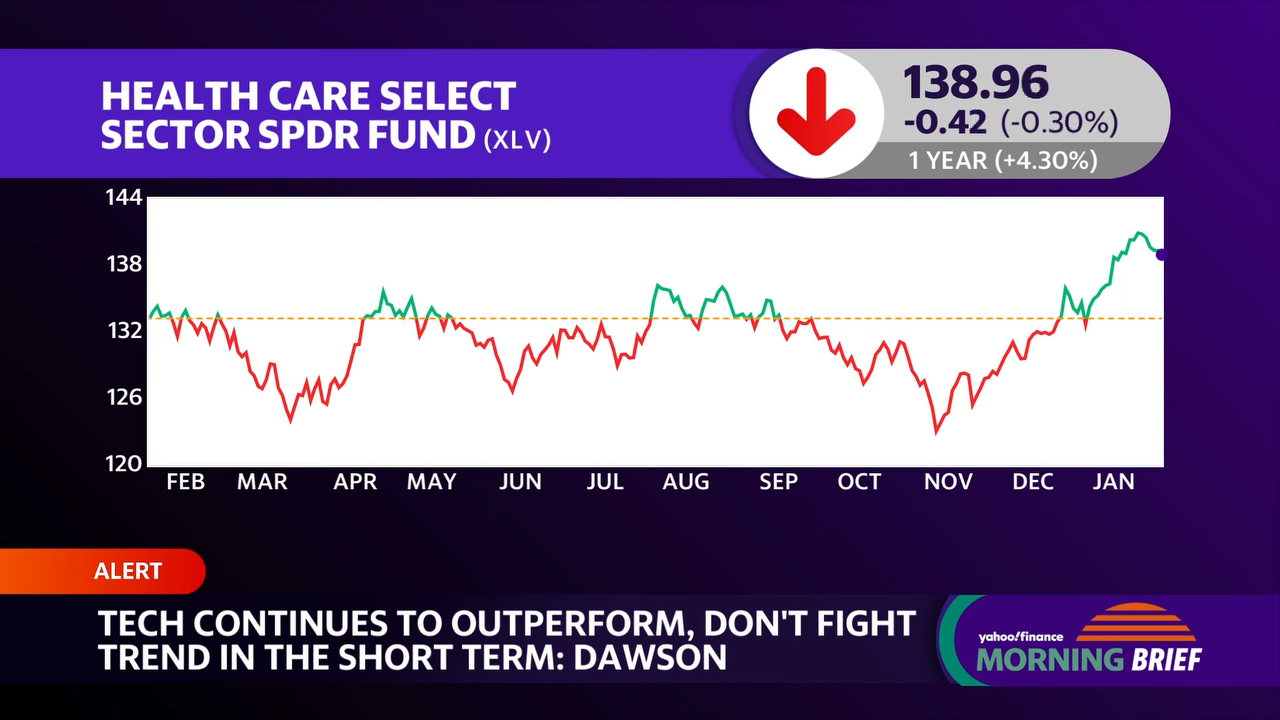 HEALTH CARE SELECT
SECTOR SPDR FUND (XLV)
138.96
-0.42 (-0.30%)
1 YEAR (+4.30%)
144
138
132
126
120
FEB MAR APR MAY JUN JUL AUG SEP OCT NOV DEC JAN
ALERT
TECH CONTINUES TO OUTPERFORM, DON'T FIGHT
TREND IN THE SHORT TERM: DAWSON
yahoo!finance
MORNING BRIEF